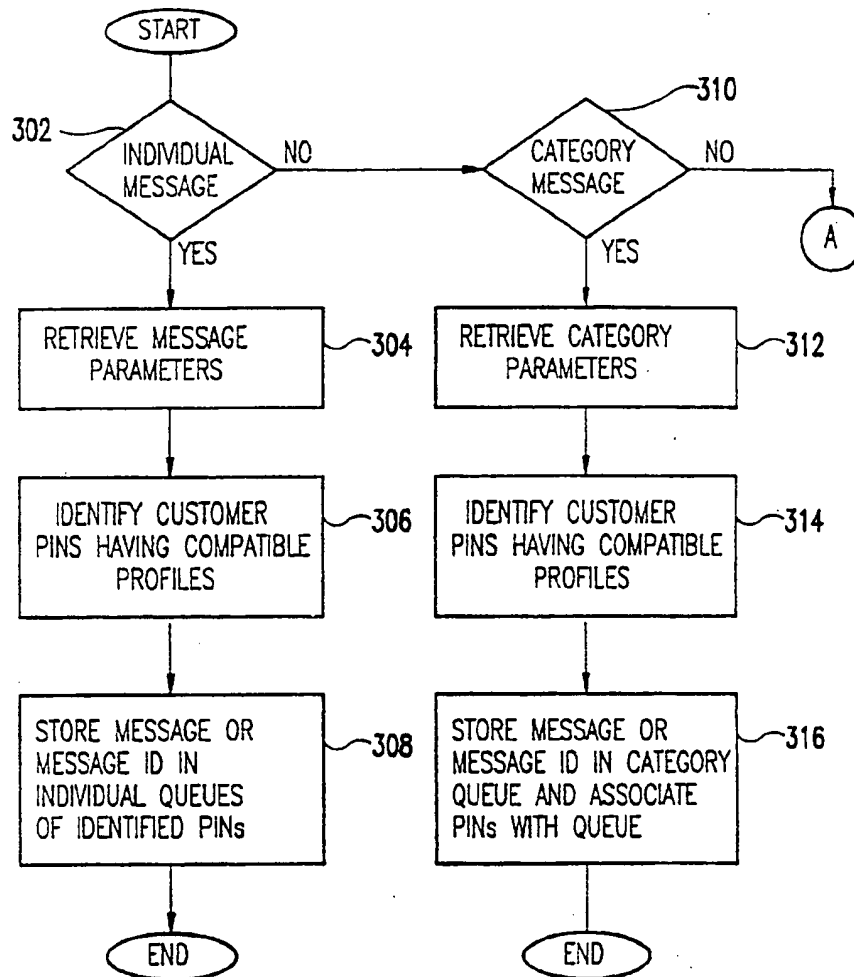 START
302
INDIVIDUAL
MESSAGE
NO
YES
310
CATEGORY
MESSAGE
NO
YES
A
RETRIEVE MESSAGE
PARAMETERS
304
RETRIEVE CATEGORY
PARAMETERS
312
IDENTIFY CUSTOMER
PINS HAVING COMPATIBLE
PROFILES
306
IDENTIFY CUSTOMER
PINS HAVING COMPATIBLE
PROFILES
314
STORE MESSAGE OR
MESSAGE ID IN
INDIVIDUAL QUEUES
OF IDENTIFIED PINs
308
STORE MESSAGE OR
MESSAGE ID IN CATEGORY
QUEUE AND ASSOCIATE
PINs WITH QUEUE
316
END
END